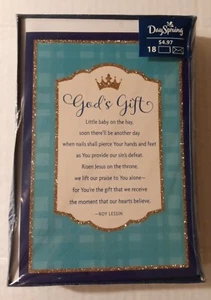 DaySpring
$4.97
18
God's Gift
Little baby on the hay,
soon there'll be another day
when nails shall pierce Your hands and feet
as You provide our sin's defeat.
Risen Jesus on the throne,
we lift our praise to You alone—
for You're the gift that we receive
the moment that our hearts believe.
—ROY LESSIN